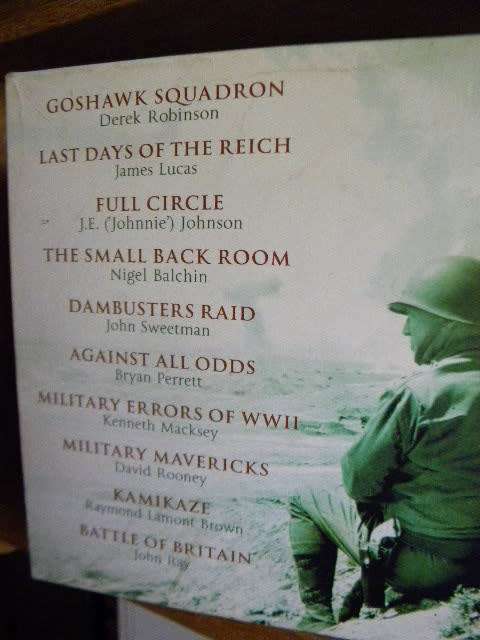 GOSHAWK SQUADRON
Derek Robinson
LAST DAYS OF THE REICH
James Lucas
FULL CIRCLE
J.E. ('Johnnie') Johnson
THE SMALL BACK ROOM
Nigel Balchin
DAMBUSTERS RAID
John Sweetman
AGAINST ALL ODDS
Bryan Perrett
MILITARY ERRORS OF WWII
Kenneth Macksey
MILITARY MAVERICKS
David Rooney
KAMIKAZE
Raymond Lamont Brown
BATTLE OF BRITAIN
John Ray